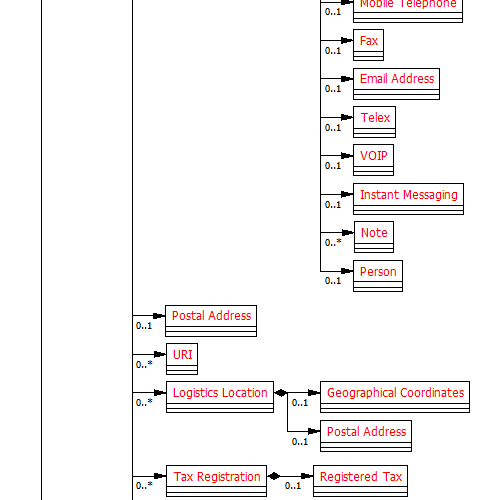 Mobile Telephone
0..1
Fax
0..1
Email Address
0..1
Telex
0..1
VOIP
0..1
Instant Messaging
0..1
Note
0..*
Person
0..1
Postal Address
0..1
URI
0..*
Logistics Location Geographical Coordinates
0..* 0..1
Postal Address
0..1
Tax Registration Registered Tax
0..* 0..1